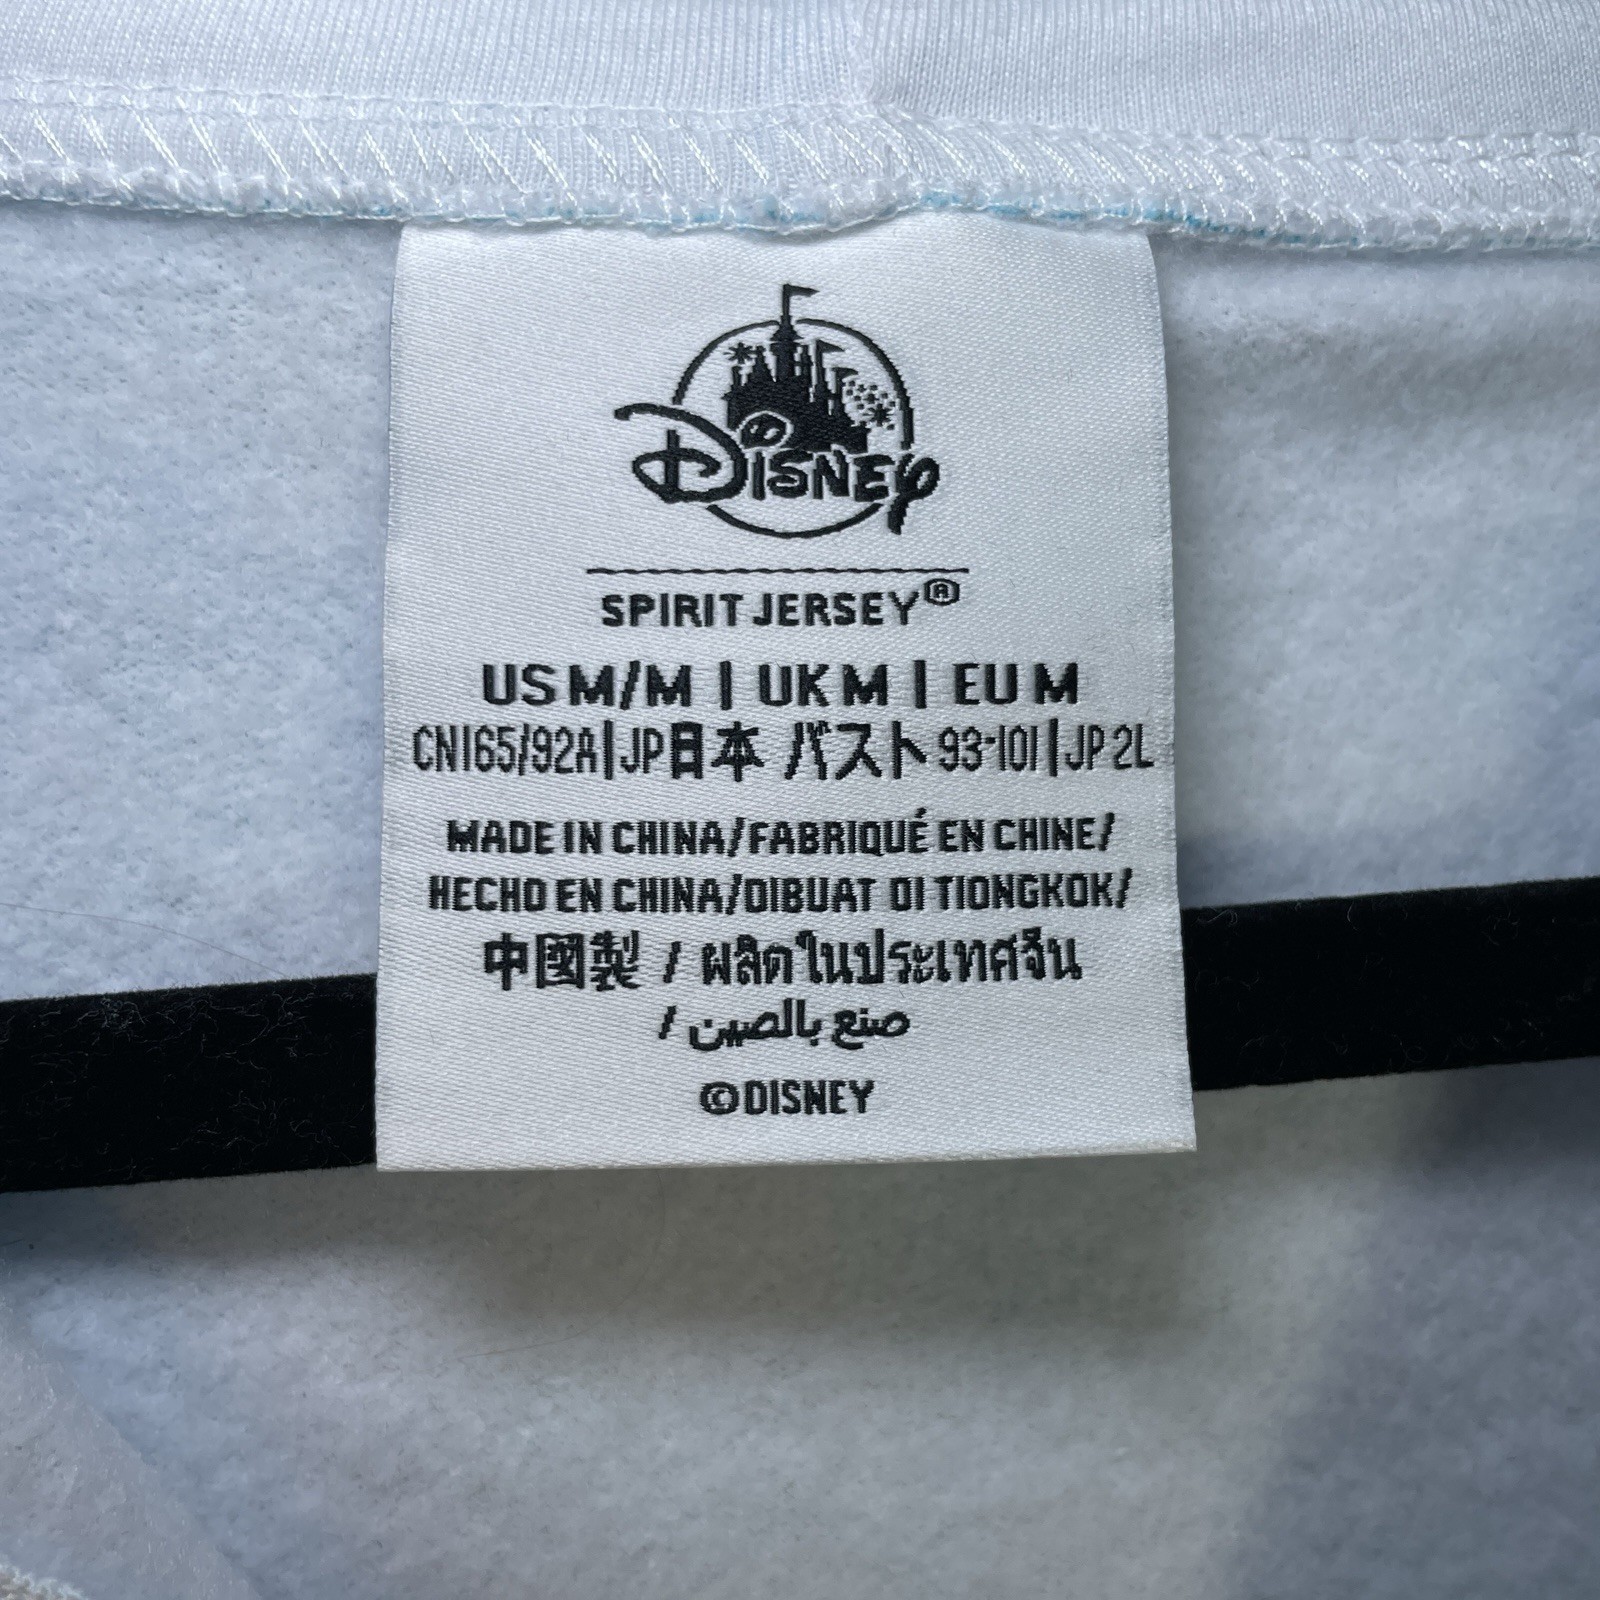 DISNEY
SPIRIT JERSEY®
US M/M | UK M | EU M
CN165/92A|JP日本 バスト 93-101|JP 2L
MADE IN CHINA/FABRIQUÉ EN CHINE/
HECHO EN CHINA/DIBUAT DI TIONGKOK/
中國製 / ผลิตในประเทศจีน
صنع بالصين /
©DISNEY